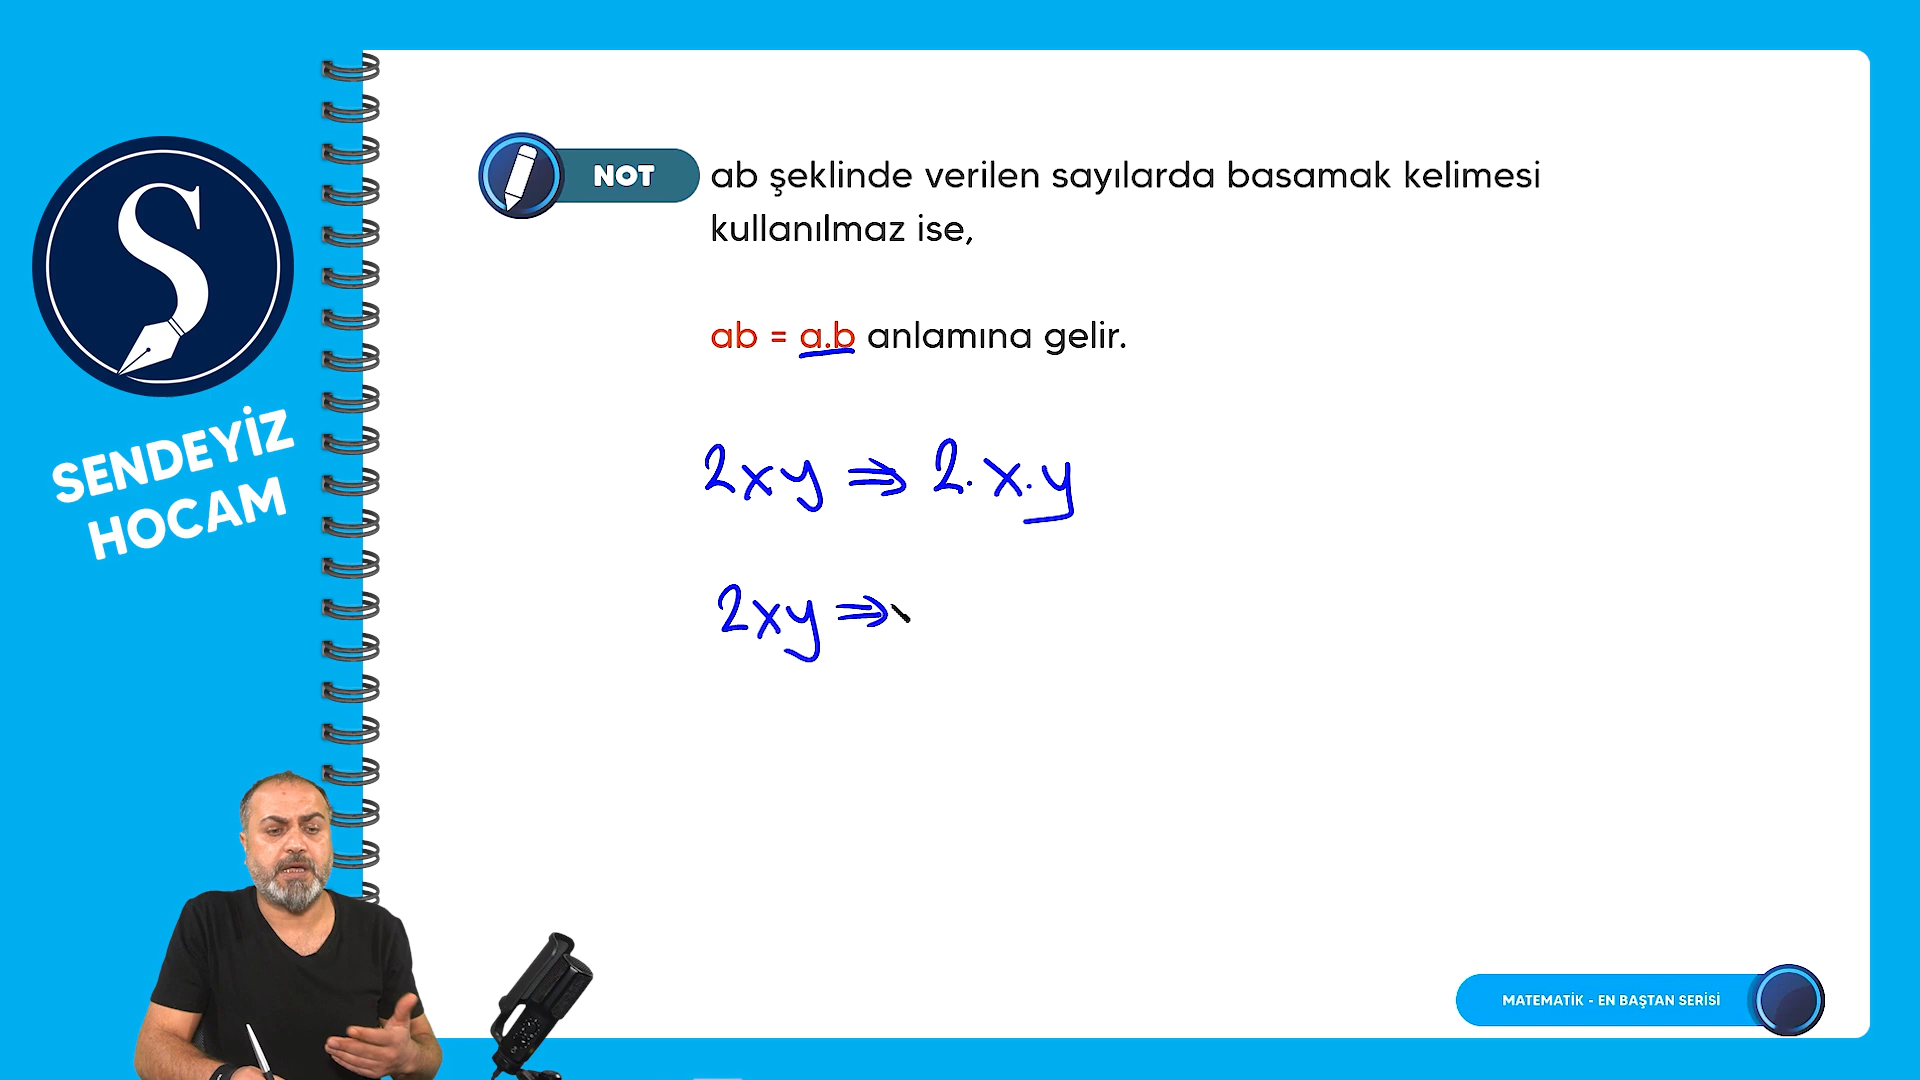 SENDEYİZ
HOCAM
NOT
ab şeklinde verilen sayılarda basamak kelimesi
kullanılmaz ise,
ab = a.b anlamına gelir.
2xy ⇒ 2.x.y
2xy ⇒
MATEMATİK - EN BAŞTAN SERİSİ